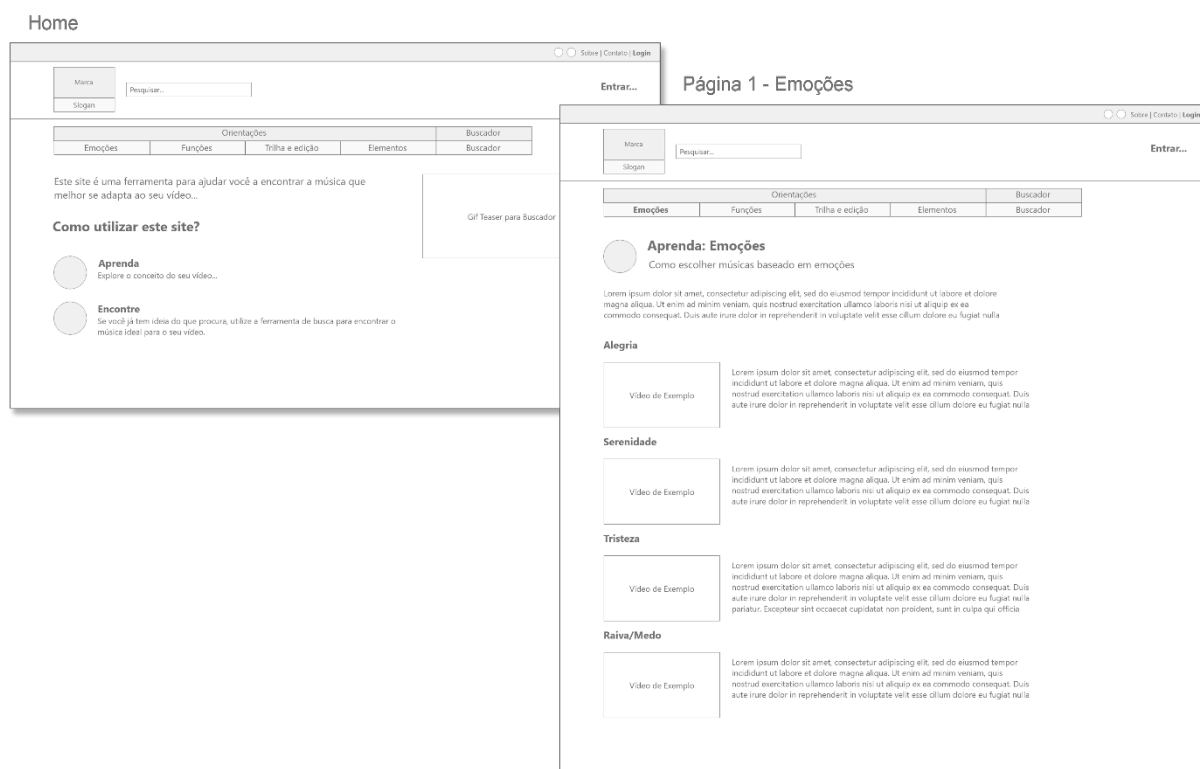 Home
Sobre | Contato | Login
Marca
Slogan
Pesquisar...
Entrar...
Orientações
Buscador
Emoções
Funções
Trilha e edição
Elementos
Buscador
Este site é uma ferramenta para ajudar você a encontrar a música que
melhor se adapta ao seu vídeo...
Gif Teaser para Buscador
Como utilizar este site?
Aprenda
Explore o conceito do seu vídeo...
Encontre
Se você já tem ideia do que procura, utilize a ferramenta de busca para encontrar o
música ideal para o seu vídeo.
Página 1 - Emoções
Sobre | Contato | Login
Marca
Slogan
Pesquisar...
Entrar...
Orientações
Buscador
Emoções
Funções
Trilha e edição
Elementos
Buscador
Aprenda: Emoções
Como escolher músicas baseado em emoções
Lorem ipsum dolor sit amet, consectetur adipiscing elit, sed do eiusmod tempor incididunt ut labore et dolore
magna aliqua. Ut enim ad minim veniam, quis nostrud exercitation ullamco laboris nisi ut aliquip ex ea
commodo consequat. Duis aute irure dolor in reprehenderit in voluptate velit esse cillum dolore eu fugiat nulla
Alegria
Vídeo de Exemplo
Lorem ipsum dolor sit amet, consectetur adipiscing elit, sed do eiusmod tempor
incididunt ut labore et dolore magna aliqua. Ut enim ad minim veniam, quis
nostrud exercitation ullamco laboris nisi ut aliquip ex ea commodo consequat. Duis
aute irure dolor in reprehenderit in voluptate velit esse cillum dolore eu fugiat nulla
Serenidade
Vídeo de Exemplo
Lorem ipsum dolor sit amet, consectetur adipiscing elit, sed do eiusmod tempor
incididunt ut labore et dolore magna aliqua. Ut enim ad minim veniam, quis
nostrud exercitation ullamco laboris nisi ut aliquip ex ea commodo consequat. Duis
aute irure dolor in reprehenderit in voluptate velit esse cillum dolore eu fugiat nulla
Tristeza
Vídeo de Exemplo
Lorem ipsum dolor sit amet, consectetur adipiscing elit, sed do eiusmod tempor
incididunt ut labore et dolore magna aliqua. Ut enim ad minim veniam, quis
nostrud exercitation ullamco laboris nisi ut aliquip ex ea commodo consequat. Duis
aute irure dolor in reprehenderit in voluptate velit esse cillum dolore eu fugiat nulla
pariatur. Excepteur sint occaecat cupidatat non proident, sunt in culpa qui officia
Raiva/Medo
Vídeo de Exemplo
Lorem ipsum dolor sit amet, consectetur adipiscing elit, sed do eiusmod tempor
incididunt ut labore et dolore magna aliqua. Ut enim ad minim veniam, quis
nostrud exercitation ullamco laboris nisi ut aliquip ex ea commodo consequat. Duis
aute irure dolor in reprehenderit in voluptate velit esse cillum dolore eu fugiat nulla